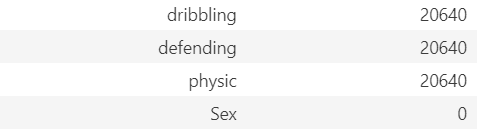 dribbling 20640
defending 20640
physic 20640
Sex 0